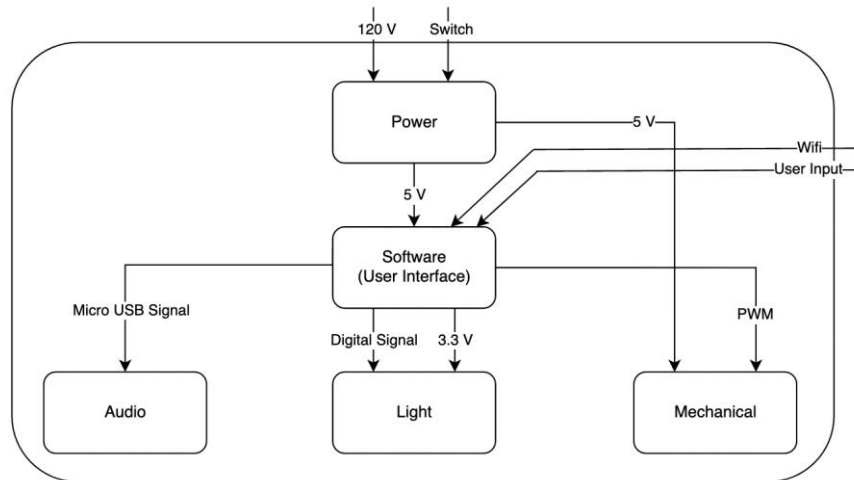 120 V
Switch
Power
5 V
Wifi
User Input
5 V
Software
(User Interface)
Micro USB Signal
Digital Signal
3.3 V
PWM
Audio
Light
Mechanical